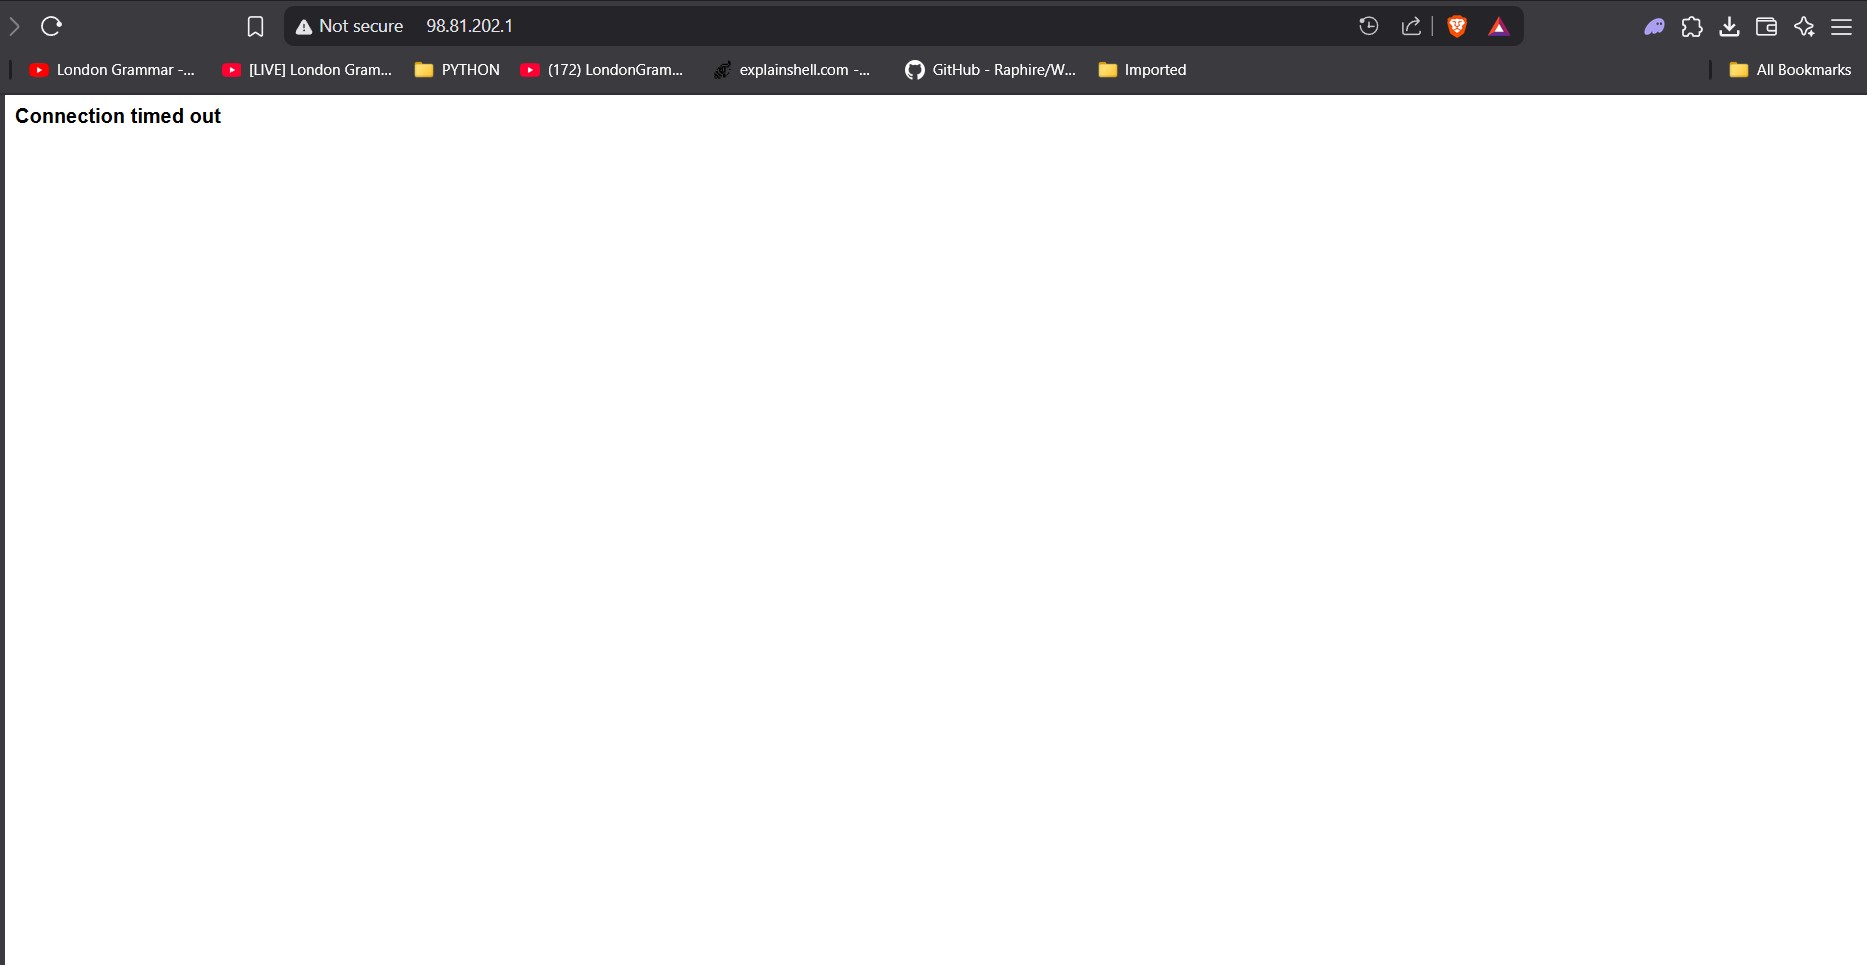 Not secure 98.81.202.1
London Grammar -... [LIVE] London Gram... PYTHON (172) LondonGram... explainshell.com -... GitHub - Raphire/W... Imported All Bookmarks
Connection timed out